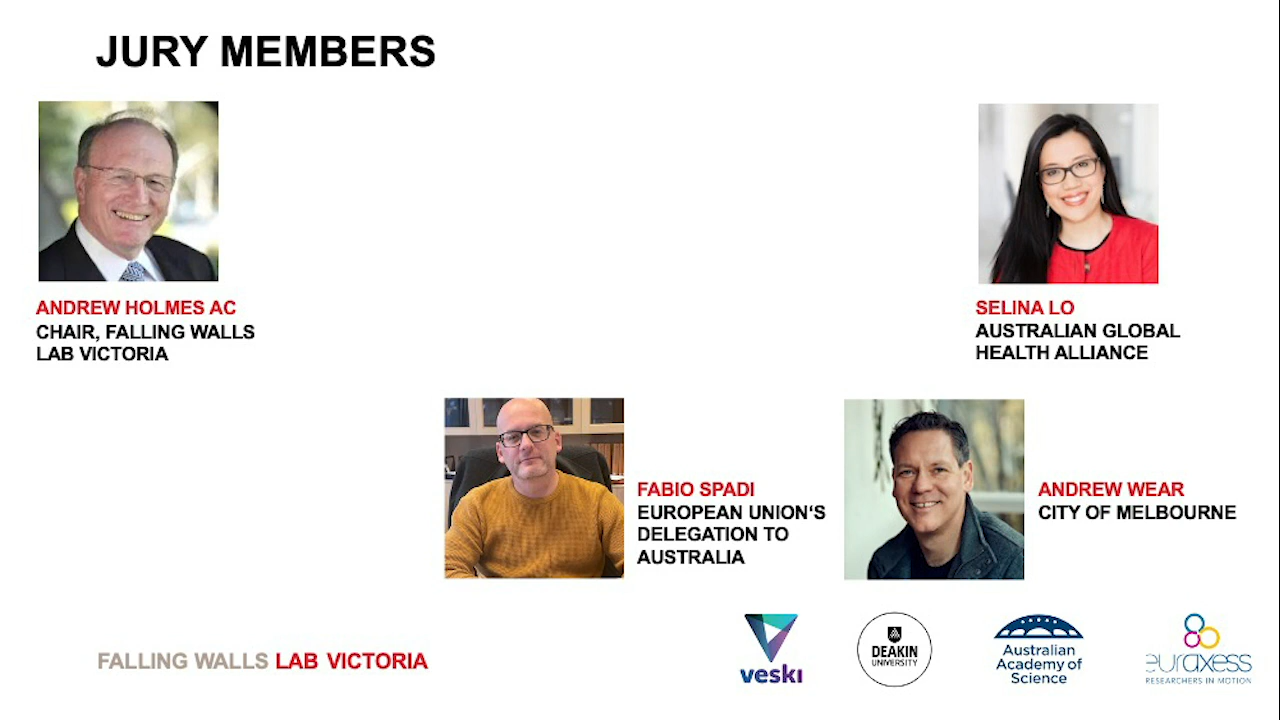 JURY MEMBERS
ANDREW HOLMES AC
CHAIR, FALLING WALLS
LAB VICTORIA
SELINA LO
AUSTRALIAN GLOBAL
HEALTH ALLIANCE
FABIO SPADI
EUROPEAN UNION‘S
DELEGATION TO
AUSTRALIA
ANDREW WEAR
CITY OF MELBOURNE
FALLING WALLS LAB VICTORIA
veski
DEAKIN
UNIVERSITY
Australian
Academy of
Science
euraxess
RESEARCHERS IN MOTION